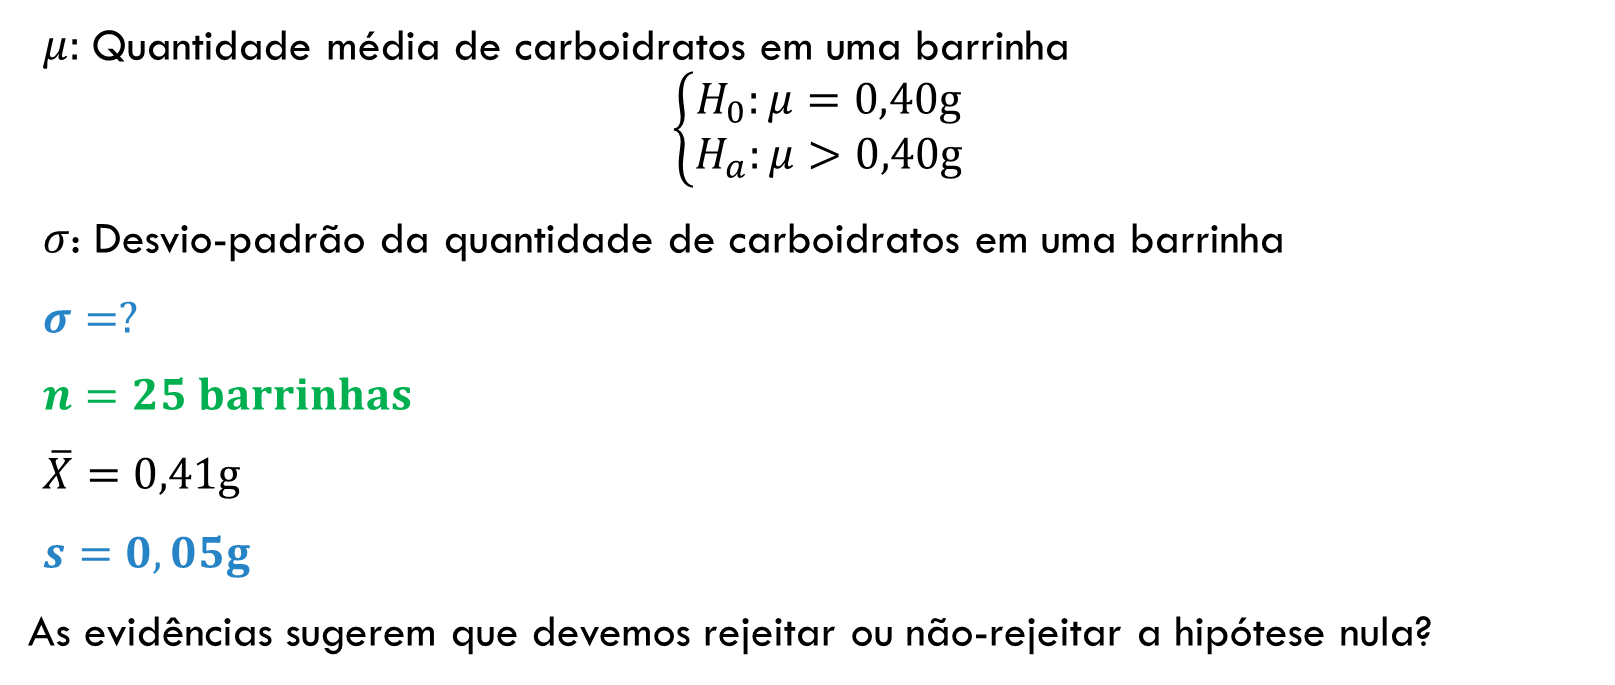 μ: Quantidade média de carboidratos em uma barrinha
H₀: μ = 0,40g
Hₐ: μ > 0,40g
σ: Desvio-padrão da quantidade de carboidratos em uma barrinha
σ =?
n = 25 barrinhas
X̄ = 0,41g
s = 0,05g
As evidências sugerem que devemos rejeitar ou não-rejeitar a hipótese nula?